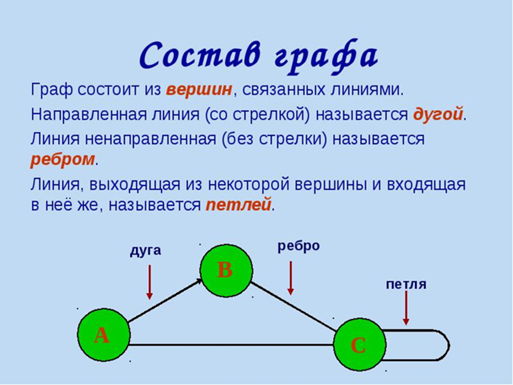 Состав графа
Граф состоит из вершин, связанных линиями.
Направленная линия (со стрелкой) называется дугой.
Линия ненаправленная (без стрелки) называется
ребром.
Линия, выходящая из некоторой вершины и входящая
в неё же, называется петлей.
дуга
ребро
B
петля
A
C